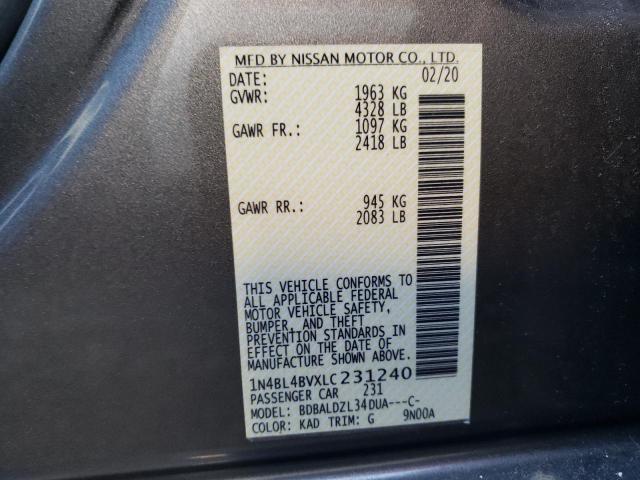 MFD BY NISSAN MOTOR CO., LTD.
DATE: 02/20
GVWR: 1963 KG
4328 LB
GAWR FR.: 1097 KG
2418 LB
GAWR RR.: 945 KG
2083 LB
THIS VEHICLE CONFORMS TO
ALL APPLICABLE FEDERAL
MOTOR VEHICLE SAFETY,
BUMPER, AND THEFT
PREVENTION STANDARDS IN
EFFECT ON THE DATE OF
MANUFACTURE SHOWN ABOVE.
1N4BL4BVXLC231240
PASSENGER CAR 231
MODEL: BDBALDZL34DUA---C-
COLOR: KAD TRIM: G 9N00A